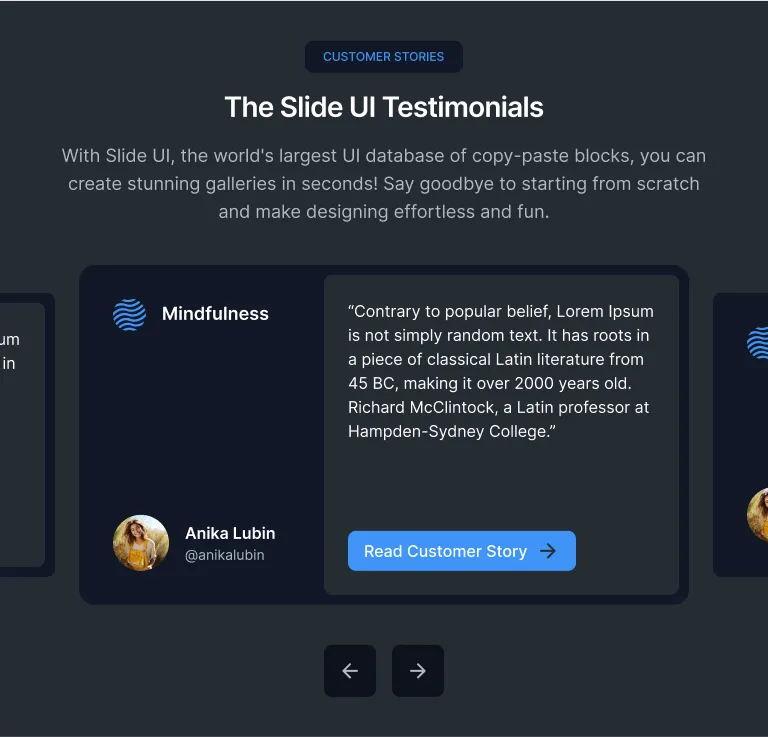 CUSTOMER STORIES
The Slide UI Testimonials
With Slide UI, the world's largest UI database of copy-paste blocks, you can
create stunning galleries in seconds! Say goodbye to starting from scratch
and make designing effortless and fun.
um
in
Mindfulness
“Contrary to popular belief, Lorem Ipsum
is not simply random text. It has roots in
a piece of classical Latin literature from
45 BC, making it over 2000 years old.
Richard McClintock, a Latin professor at
Hampden-Sydney College.”
Anika Lubin
@anikalubin
Read Customer Story